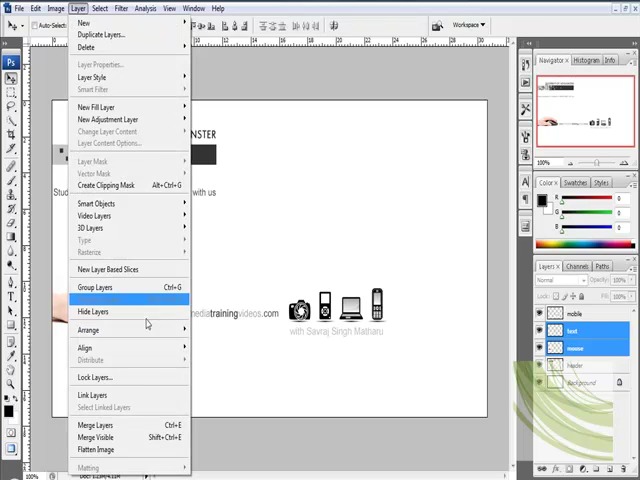 File Edit Image Layer Select Filter Analysis View Window Help
Auto-Select:
Workspace
New
Duplicate Layers...
Delete
Layer Properties...
Layer Style
Smart Filter
New Fill Layer
New Adjustment Layer
Change Layer Content
Layer Content Options...
Layer Mask
Vector Mask
Create Clipping Mask Alt+Ctrl+G
Smart Objects
Video Layers
3D Layers
Type
Rasterize
New Layer Based Slices
Group Layers Ctrl+G
Hide Layers
Arrange
Align
Distribute
Lock Layers...
Link Layers
Select Linked Layers
Merge Layers Ctrl+E
Merge Visible Shift+Ctrl+E
Flatten Image
Matting
NSTER
Stud
with us
mediatrainingvideos.com
with Savraj Singh Matharu
Navigator Histogram Info
100%
Color Swatches Styles
R 0
G 0
B 0
Layers Channels Paths
Normal Opacity:
Lock: Fill:
mobile
text
mouse
header
Background
100%